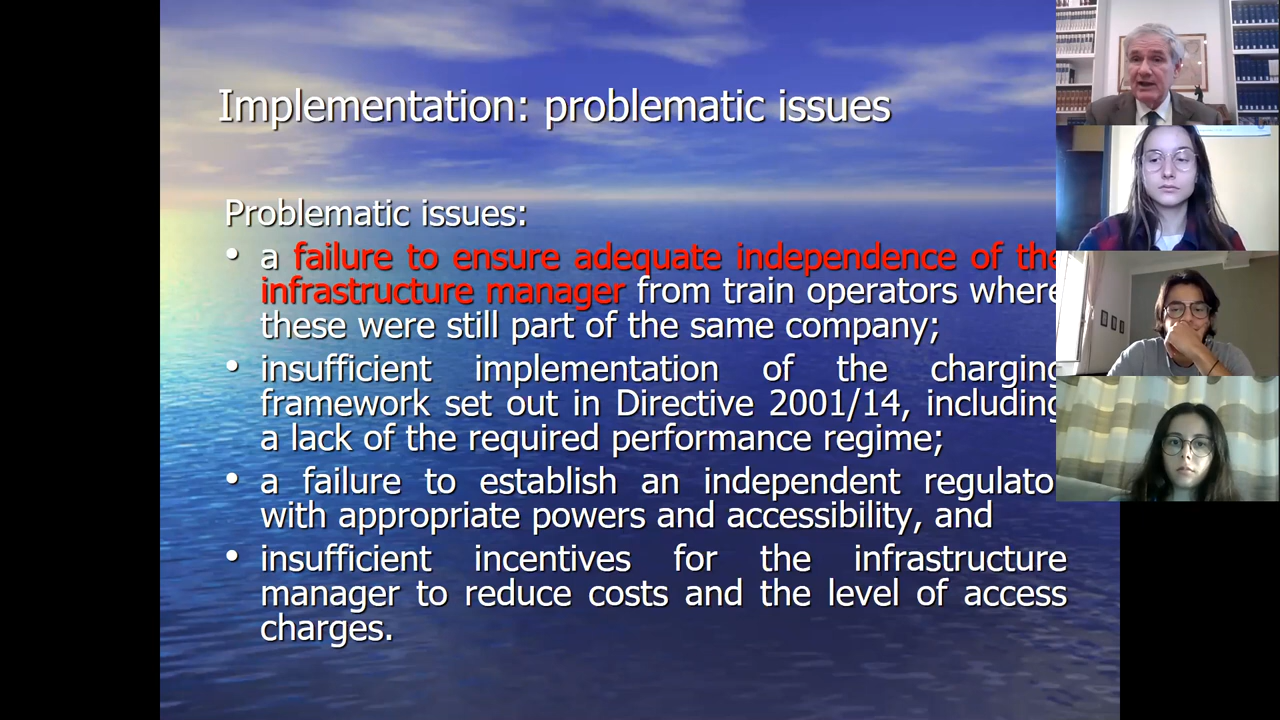 Implementation: problematic issues
Problematic issues:
• a failure to ensure adequate independence of the
infrastructure manager from train operators where
these were still part of the same company;
• insufficient implementation of the charging
framework set out in Directive 2001/14, including
a lack of the required performance regime;
• a failure to establish an independent regulator
with appropriate powers and accessibility, and
• insufficient incentives for the infrastructure
manager to reduce costs and the level of access
charges.